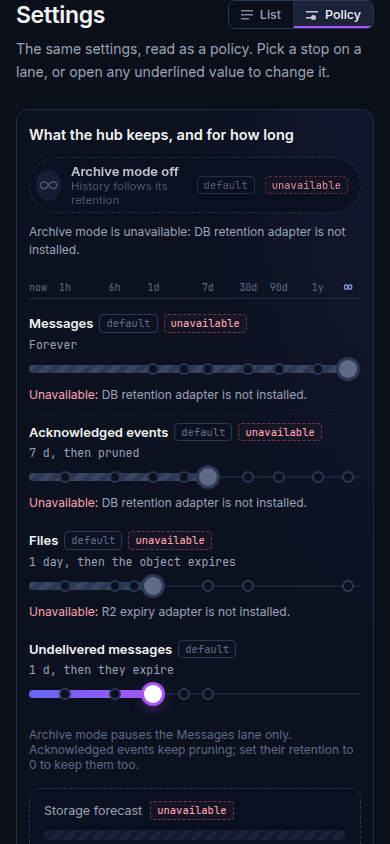 Settings
List
Policy
The same settings, read as a policy. Pick a stop on a
lane, or open any underlined value to change it.
What the hub keeps, and for how long
Archive mode off
History follows its
retention
default
unavailable
Archive mode is unavailable: DB retention adapter is not
installed.
now 1h 6h 1d 7d 30d 90d 1y ∞
Messages default unavailable
Forever
Unavailable: DB retention adapter is not installed.
Acknowledged events default unavailable
7 d, then pruned
Unavailable: DB retention adapter is not installed.
Files default unavailable
1 day, then the object expires
Unavailable: R2 expiry adapter is not installed.
Undelivered messages default
1 d, then they expire
Archive mode pauses the Messages lane only.
Acknowledged events keep pruning; set their retention to
0 to keep them too.
Storage forecast unavailable